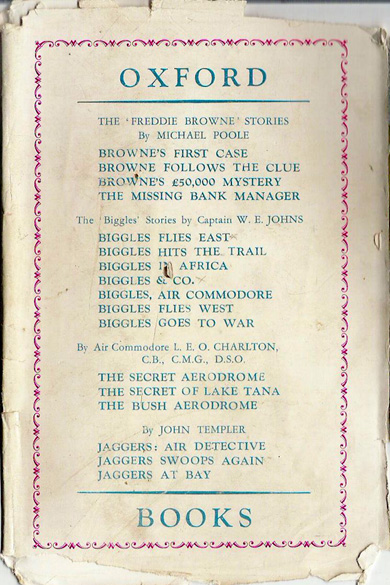 OXFORD
THE 'FREDDIE BROWNE' STORIES
By MICHAEL POOLE
BROWNE'S FIRST CASE
BROWNE FOLLOWS THE CLUE
BROWNE'S £50,000 MYSTERY
THE MISSING BANK MANAGER
The 'Biggles' Stories by Captain W. E. JOHNS
BIGGLES FLIES EAST
BIGGLES HITS THE TRAIL
BIGGLES IN AFRICA
BIGGLES & CO.
BIGGLES, AIR COMMODORE
BIGGLES FLIES WEST
BIGGLES GOES TO WAR
By Air Commodore L. E. O. CHARLTON,
C.B., C.M.G., D.S.O.
THE SECRET AERODROME
THE SECRET OF LAKE TANA
THE BUSH AERODROME
By JOHN TEMPLER
JAGGERS: AIR DETECTIVE
JAGGERS SWOOPS AGAIN
JAGGERS AT BAY
BOOKS